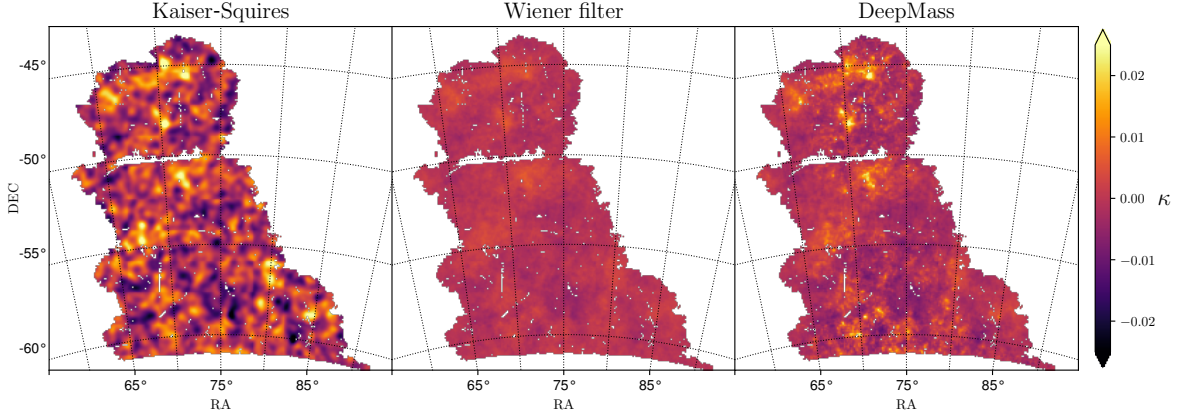 Kaiser-Squires
Wiener filter
DeepMass
-45°
-50°
-55°
-60°
DEC
65° 75° 85°
RA
65° 75° 85°
RA
65° 75° 85°
RA
0.02
0.01
0.00
−0.01
−0.02
κ